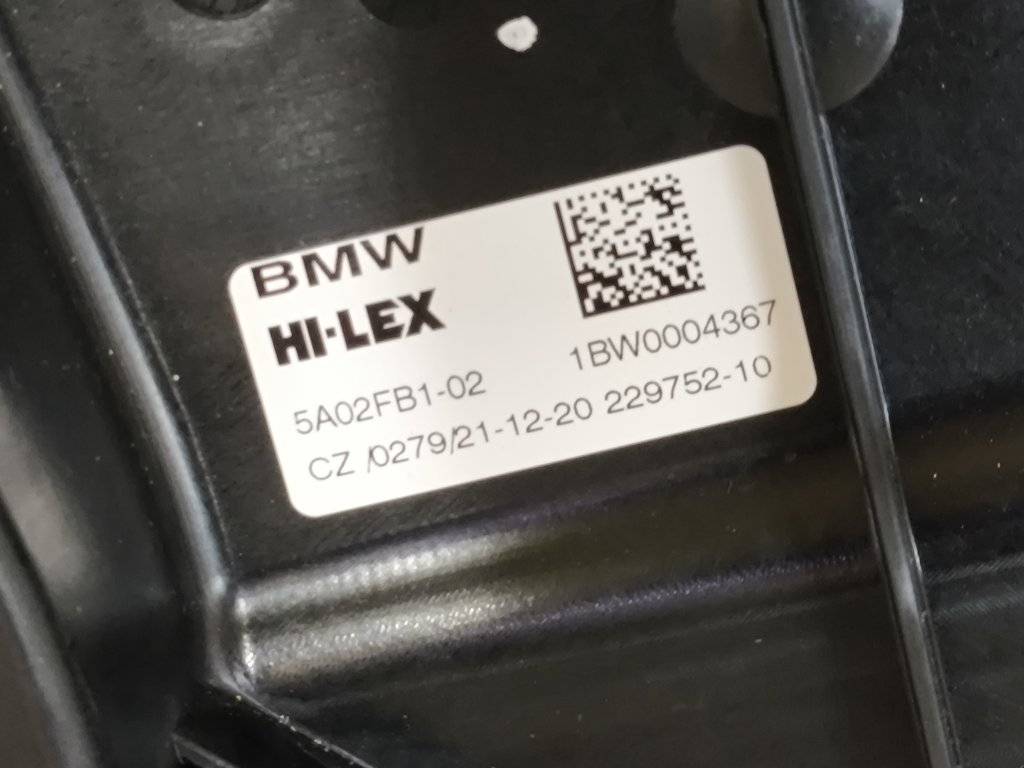 BMW
HI-LEX
5A02FB1-02 1BW0004367
CZ /0279/21-12-20 229752-10